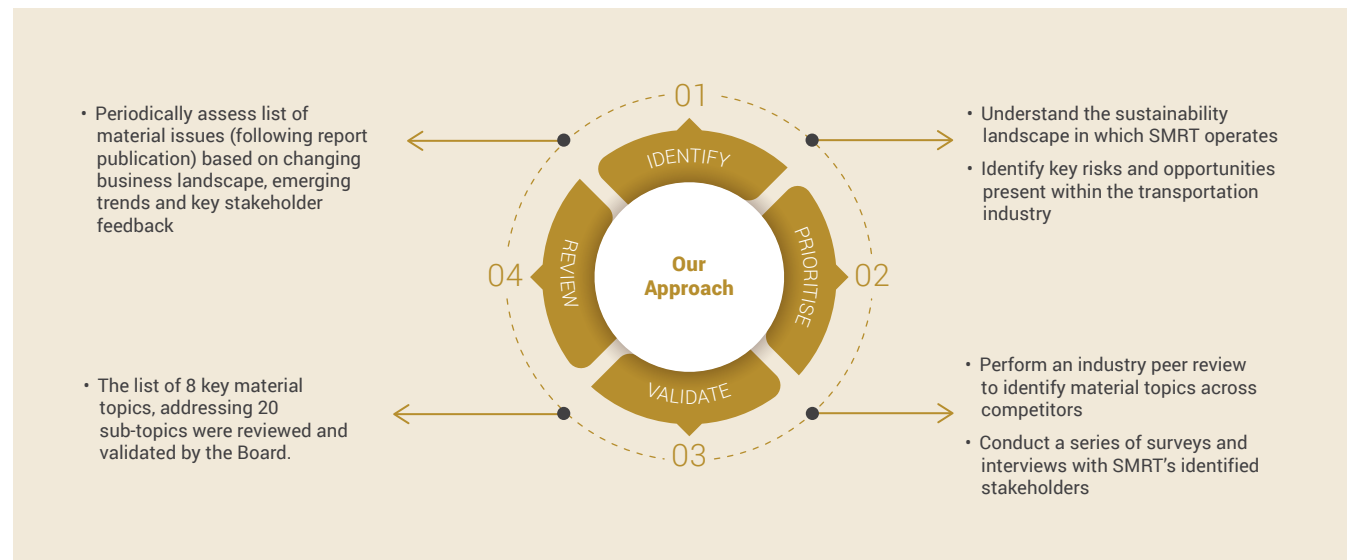 01
IDENTIFY
• Understand the sustainability
landscape in which SMRT operates
• Identify key risks and opportunities
present within the transportation
industry
02
PRIORITISE
• Perform an industry peer review
to identify material topics across
competitors
• Conduct a series of surveys and
interviews with SMRT’s identified
stakeholders
03
VALIDATE
• The list of 8 key material
topics, addressing 20
sub-topics were reviewed and
validated by the Board.
04
REVIEW
• Periodically assess list of
material issues (following report
publication) based on changing
business landscape, emerging
trends and key stakeholder
feedback
Our
Approach